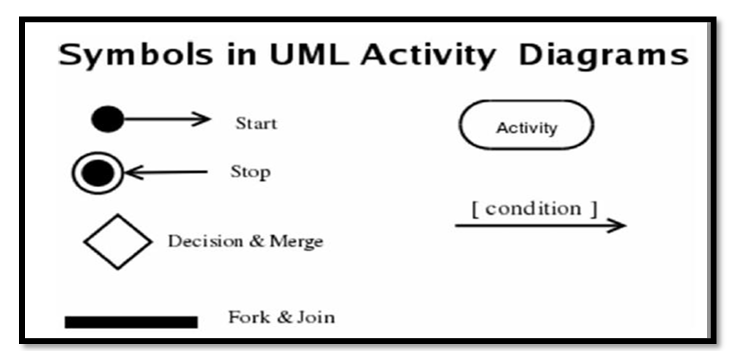 Symbols in UML Activity Diagrams
Start
Activity
Stop
[ condition ]
Decision & Merge
Fork & Join